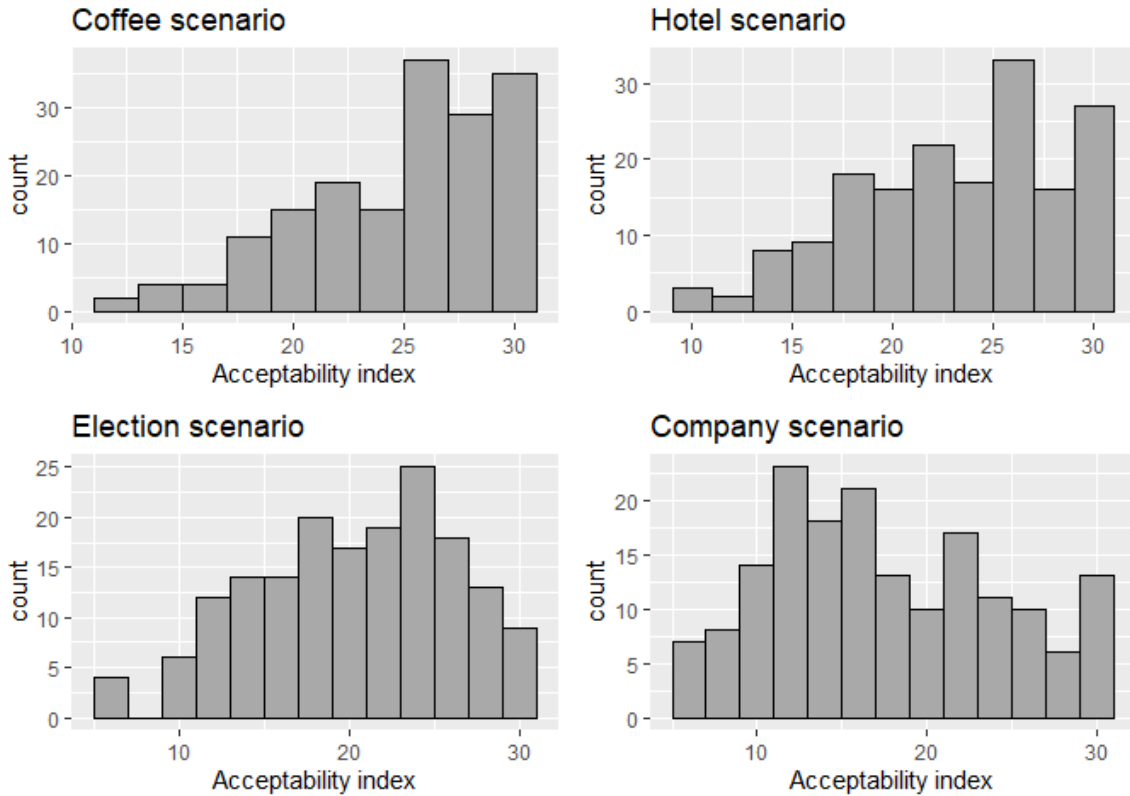 Coffee scenario
count
30
20
10
0
10 15 20 25 30
Acceptability index
Hotel scenario
count
30
20
10
0
10 15 20 25 30
Acceptability index
Election scenario
count
25
20
15
10
5
0
10 20 30
Acceptability index
Company scenario
count
20
15
10
5
0
10 20 30
Acceptability index